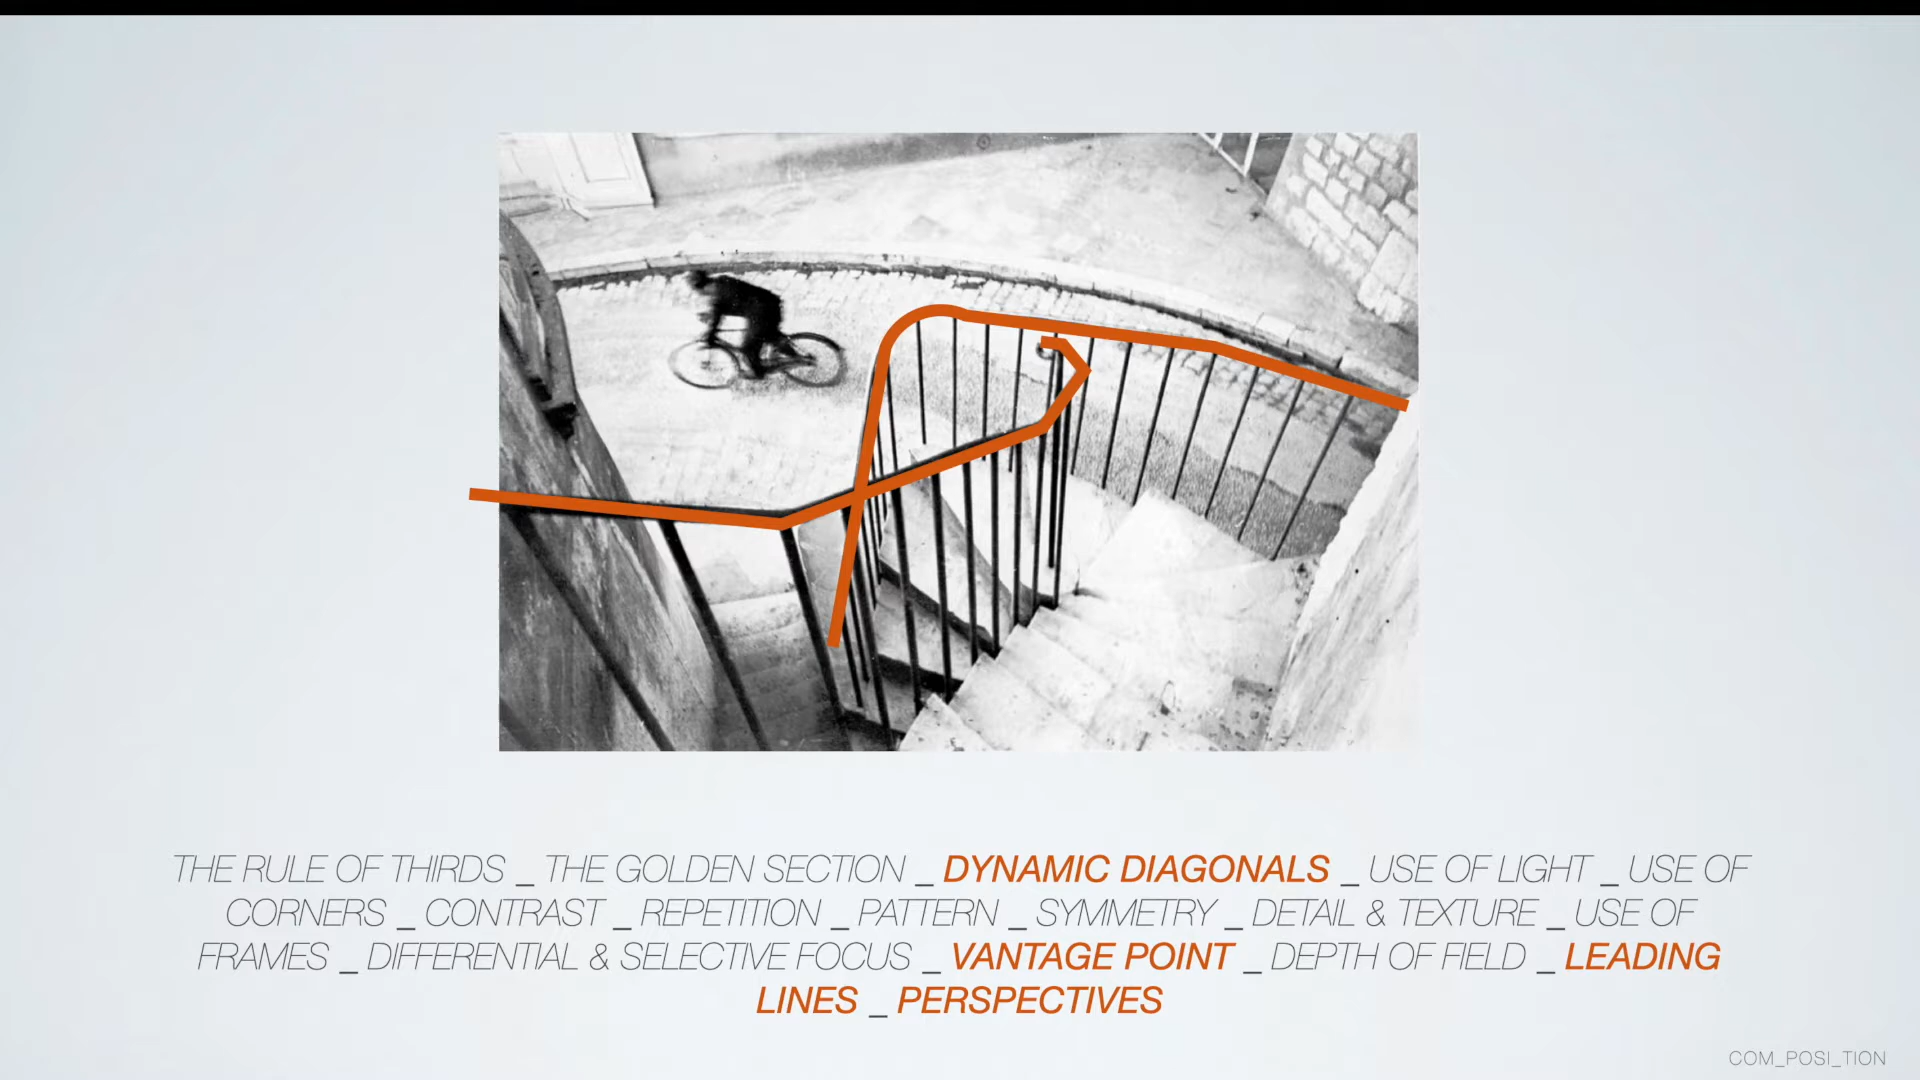 THE RULE OF THIRDS _ THE GOLDEN SECTION _ DYNAMIC DIAGONALS _ USE OF LIGHT _ USE OF
CORNERS _ CONTRAST _ REPETITION _ PATTERN _ SYMMETRY _ DETAIL & TEXTURE _ USE OF
FRAMES _ DIFFERENTIAL & SELECTIVE FOCUS _ VANTAGE POINT _ DEPTH OF FIELD _ LEADING
LINES _ PERSPECTIVES
COM_POSI_TION